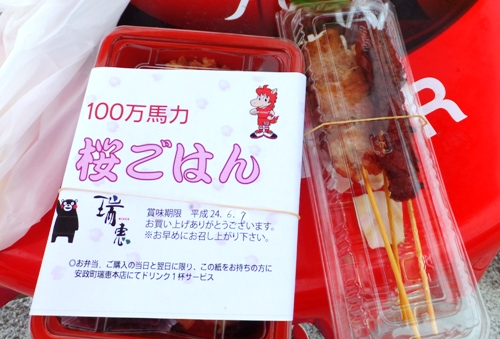 100万馬力
桜ごはん
瑞恵
賞味期限 平成24.6.7
お買い上げありがとうございます。
※お早めにお召し上がり下さい。
〇お弁当、ご購入の当日と翌日に限り、この紙をお持ちの方に
安政町瑞恵本店にてドリンク1杯サービス
R